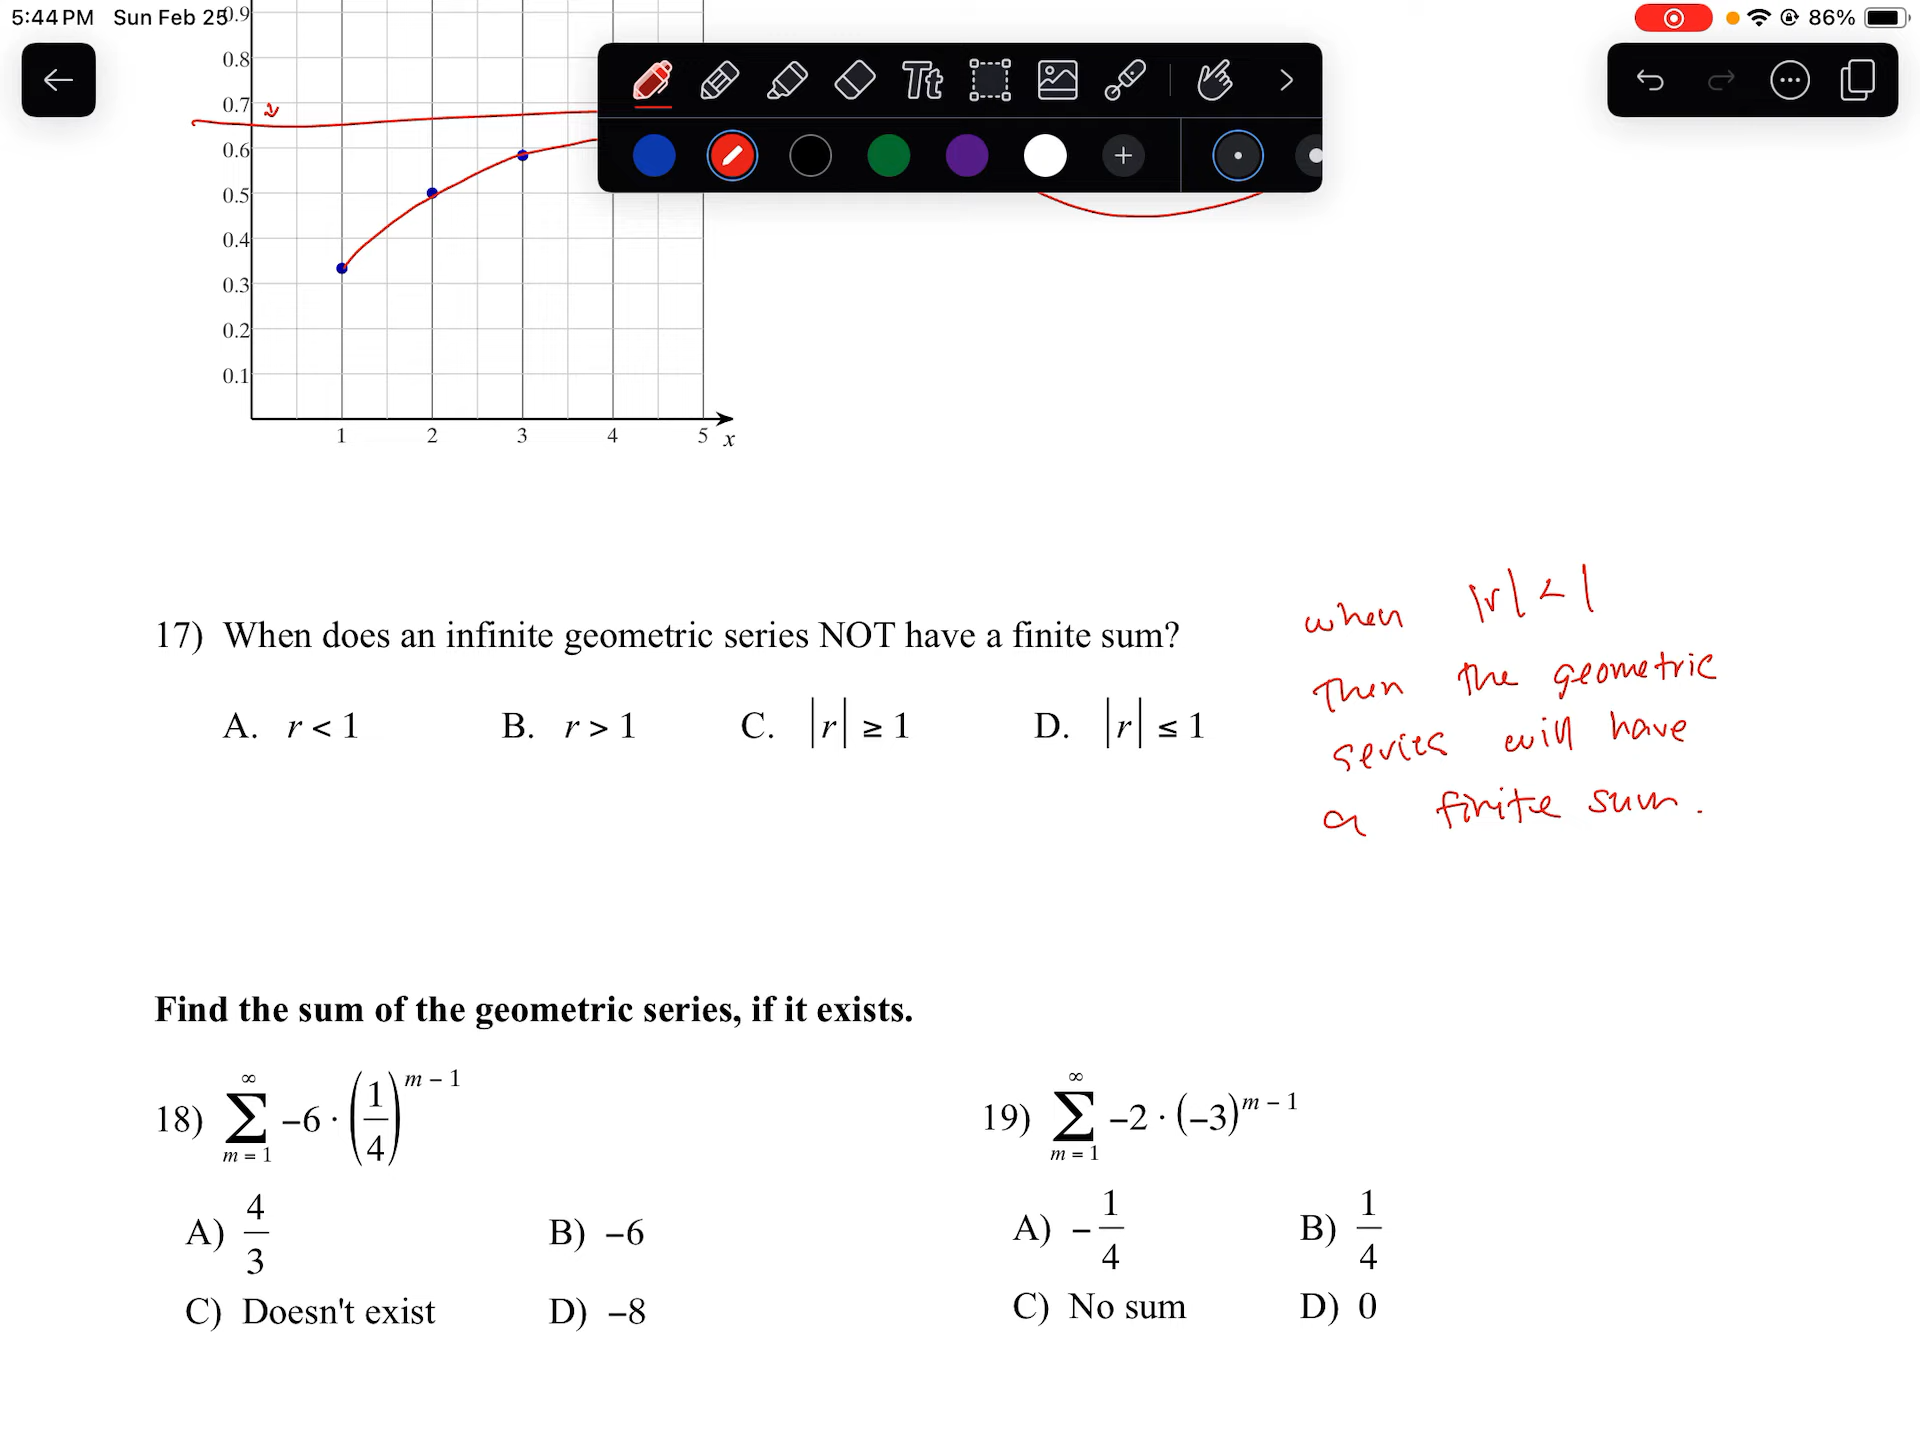 5:44 PM Sun Feb 25
86%
Tt
0.9
0.8
0.7
0.6
0.5
0.4
0.3
0.2
0.1
1 2 3 4 5 x
17) When does an infinite geometric series NOT have a finite sum?
A. r < 1 B. r > 1 C. |r| ≥ 1 D. |r| ≤ 1
when |r| < 1
then the geometric
series will have
a finite sum.
Find the sum of the geometric series, if it exists.
18) ∑_{m = 1}^{∞} −6 · (1/4)^{m − 1}
A) 4/3 B) −6
C) Doesn't exist D) −8
19) ∑_{m = 1}^{∞} −2 · (−3)^{m − 1}
A) −1/4 B) 1/4
C) No sum D) 0